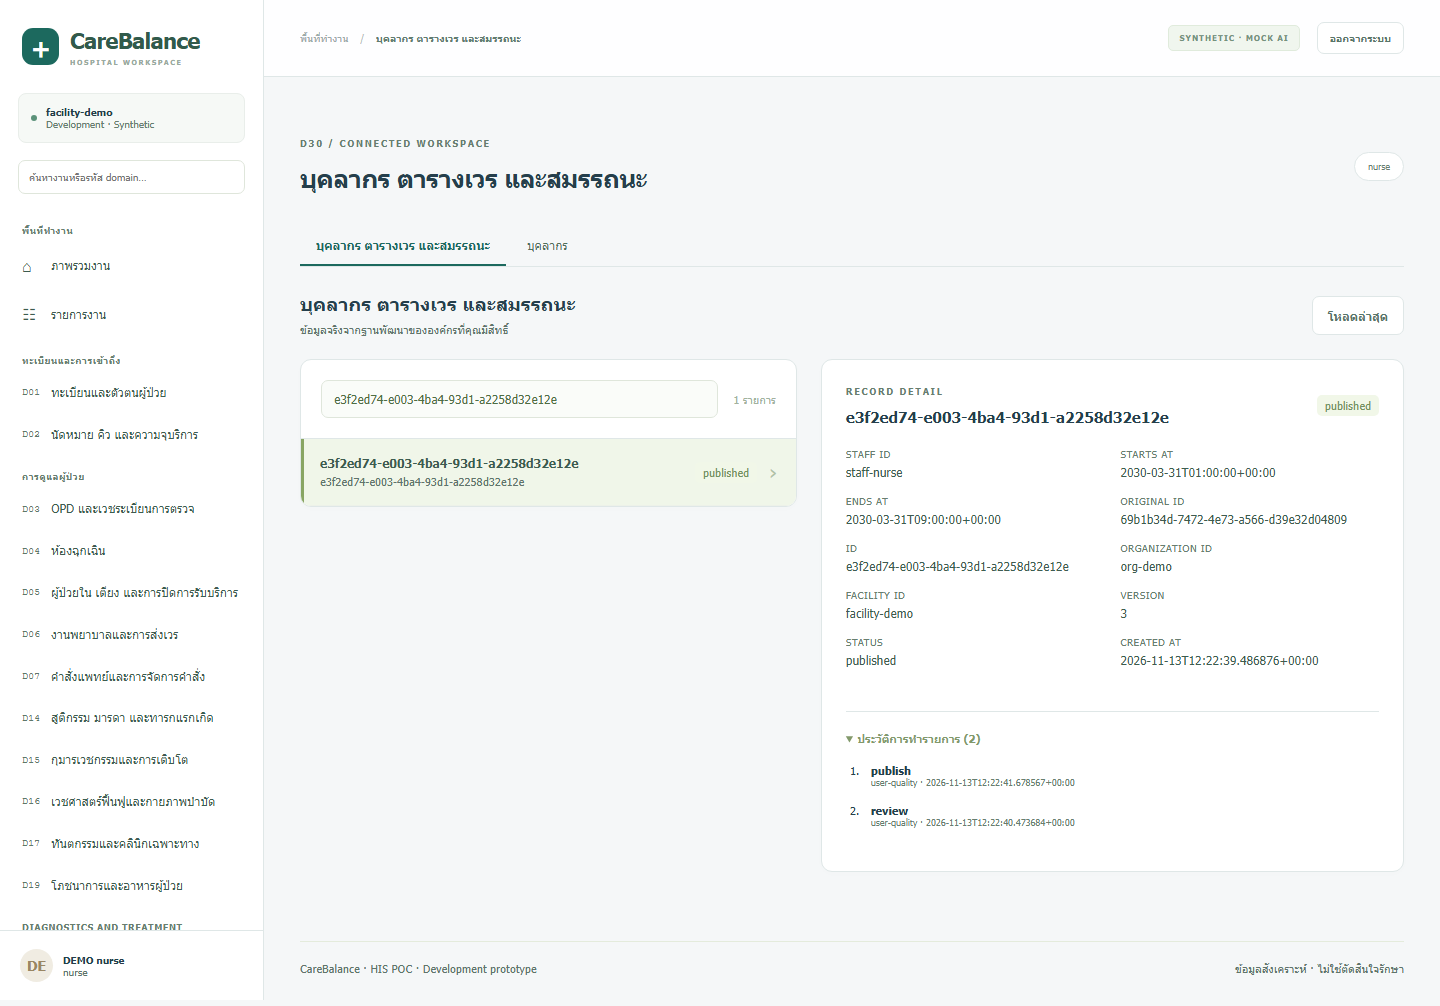 CareBalance
HOSPITAL WORKSPACE
facility-demo
Development · Synthetic
ค้นหางานหรือรหัส domain...
พื้นที่ทำงาน
⌂ ภาพรวมงาน
☷ รายการงาน
ทะเบียนและการเข้าถึง
D01 ทะเบียนและตัวตนผู้ป่วย
D02 นัดหมาย คิว และความจุบริการ
การดูแลผู้ป่วย
D03 OPD และเวชระเบียนการตรวจ
D04 ห้องฉุกเฉิน
D05 ผู้ป่วยใน เตียง และการปิดการรับบริการ
D06 งานพยาบาลและการส่งเวร
D07 คำสั่งแพทย์และการจัดการคำสั่ง
D14 สูติกรรม มารดา และทารกแรกเกิด
D15 กุมารเวชกรรมและการเติบโต
D16 เวชศาสตร์ฟื้นฟูและกายภาพบำบัด
D17 ทันตกรรมและคลินิกเฉพาะทาง
D19 โภชนาการและอาหารผู้ป่วย
DIAGNOSTICS AND TREATMENT
DE
DEMO nurse
nurse
พื้นที่ทำงาน / บุคลากร ตารางเวร และสมรรถนะ
SYNTHETIC · MOCK AI
ออกจากระบบ
D30 / CONNECTED WORKSPACE
บุคลากร ตารางเวร และสมรรถนะ
nurse
บุคลากร ตารางเวร และสมรรถนะ
บุคลากร
บุคลากร ตารางเวร และสมรรถนะ
ข้อมูลจริงจากฐานพัฒนาขององค์กรที่คุณมีสิทธิ์
โหลดล่าสุด
e3f2ed74-e003-4ba4-93d1-a2258d32e12e
1 รายการ
e3f2ed74-e003-4ba4-93d1-a2258d32e12e
e3f2ed74-e003-4ba4-93d1-a2258d32e12e
published
RECORD DETAIL
e3f2ed74-e003-4ba4-93d1-a2258d32e12e
published
STAFF ID
staff-nurse
STARTS AT
2030-03-31T01:00:00+00:00
ENDS AT
2030-03-31T09:00:00+00:00
ORIGINAL ID
69b1b34d-7472-4e73-a566-d39e32d04809
ID
e3f2ed74-e003-4ba4-93d1-a2258d32e12e
ORGANIZATION ID
org-demo
FACILITY ID
facility-demo
VERSION
3
STATUS
published
CREATED AT
2026-11-13T12:22:39.486876+00:00
▼ ประวัติการทำรายการ (2)
1. publish
user-quality · 2026-11-13T12:22:41.678567+00:00
2. review
user-quality · 2026-11-13T12:22:40.473684+00:00
CareBalance · HIS POC · Development prototype
ข้อมูลสังเคราะห์ · ไม่ใช้ตัดสินใจรักษา